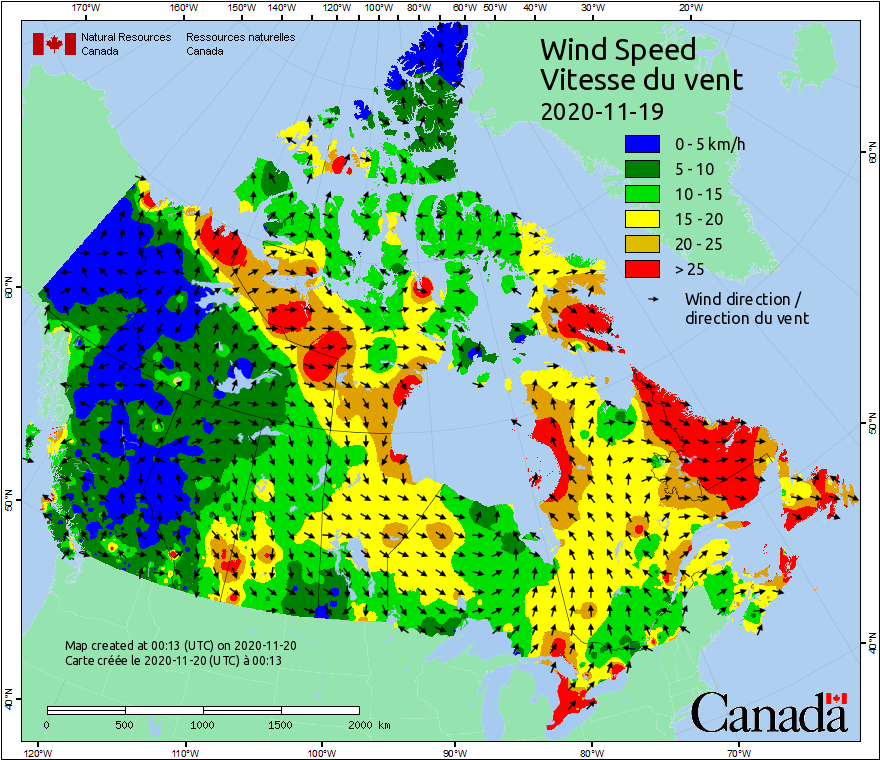 170°W 160°W 150°W 140°W 120°W 100°W 80°W 60°W 50°W 40°W 30°W 20°W
Natural Resources Ressources naturelles
Canada Canada
Wind Speed
Vitesse du vent
2020-11-19
0 - 5 km/h
5 - 10
10 - 15
15 - 20
20 - 25
> 25
Wind direction /
direction du vent
60°N
60°N
50°N
50°N
40°N
40°N
Map created at 00:13 (UTC) on 2020-11-20
Carte créée le 2020-11-20 (UTC) à 00:13
0 500 1000 1500 2000 km
Canada
120°W 110°W 100°W 90°W 80°W 70°W